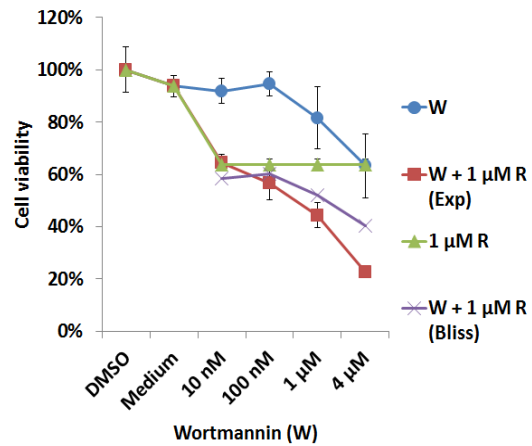 120%
100%
80%
60%
40%
20%
0%
Cell viability
DMSO
Medium
10 nM
100 nM
1 µM
4 µM
Wortmannin (W)
W
W + 1 µM R
(Exp)
1 µM R
W + 1 µM R
(Bliss)